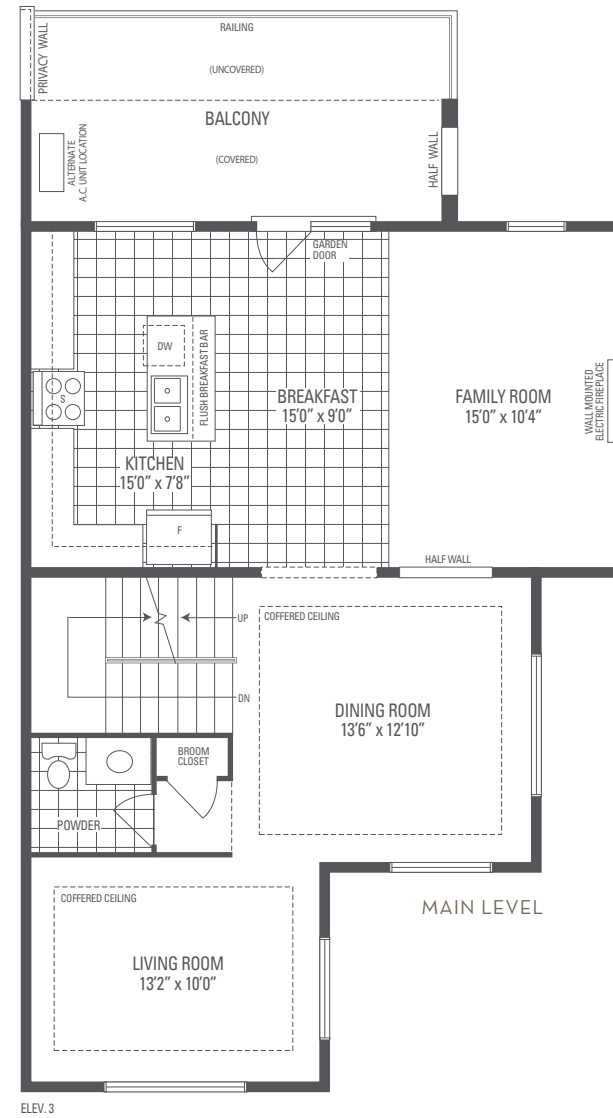 RAILING
PRIVACY WALL
(UNCOVERED)
BALCONY
(COVERED)
ALTERNATE
A.C. UNIT LOCATION
HALF WALL
GARDEN
DOOR
DW
FLUSH BREAKFAST BAR
S
BREAKFAST
15'0" x 9'0"
FAMILY ROOM
15'0" x 10'4"
WALL MOUNTED
ELECTRIC FIREPLACE
KITCHEN
15'0" x 7'8"
F
HALF WALL
UP
COFFERED CEILING
DN
DINING ROOM
13'6" x 12'10"
BROOM
CLOSET
POWDER
COFFERED CEILING
MAIN LEVEL
LIVING ROOM
13'2" x 10'0"
ELEV. 3